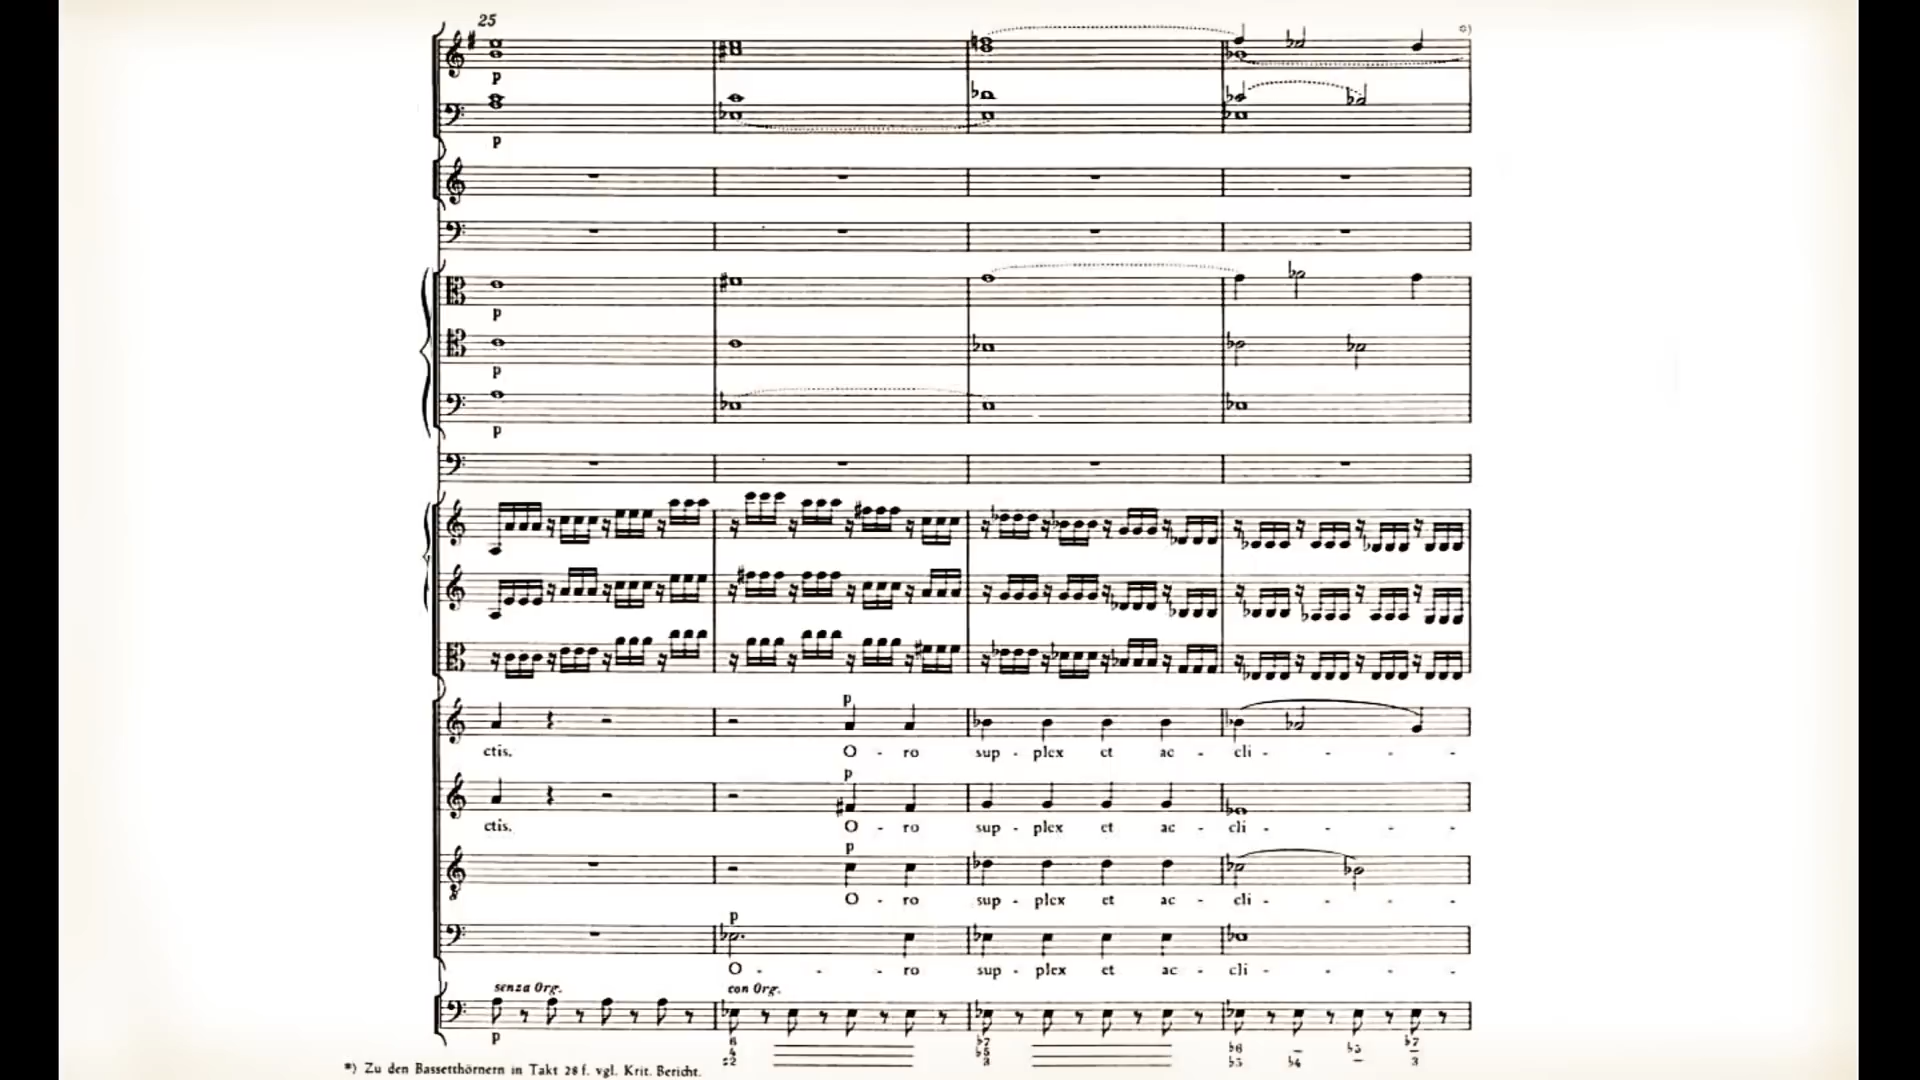 25
*)
p
p
p
p
p
p
ctis. O - ro sup - plex et ac - cli - - - -
p
ctis. O - ro sup - plex et ac - cli - - - -
p
O - ro sup - plex et ac - cli - - - -
p
O - - - ro sup - plex et ac - cli - - - -
senza Org. con Org.
p
*) Zu den Bassetthörnern in Takt 28 f. vgl. Krit. Bericht.